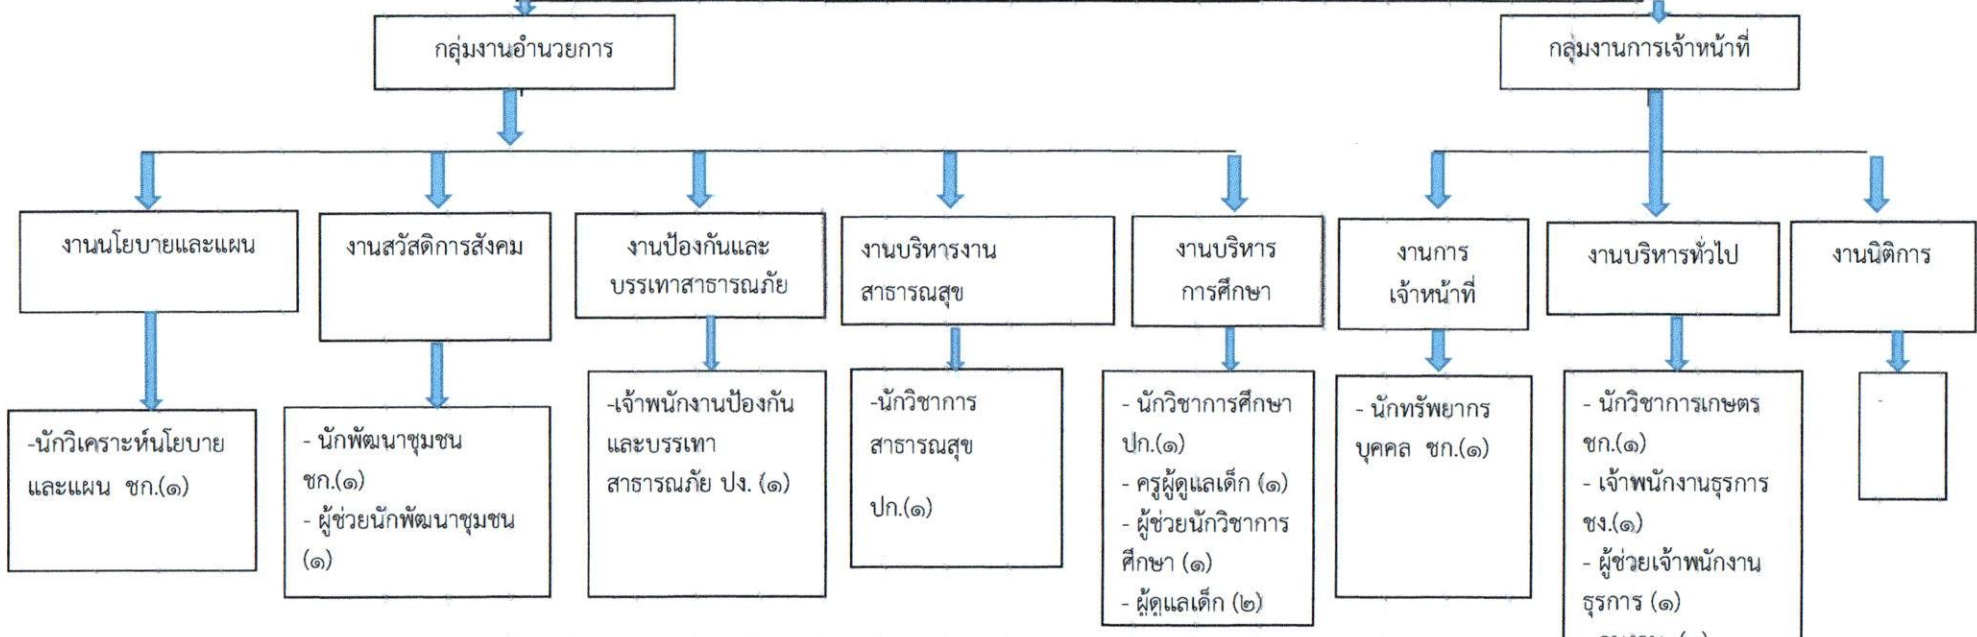 กลุ่มงานอำนวยการ
กลุ่มงานการเจ้าหน้าที่
งานนโยบายและแผน
งานสวัสดิการสังคม
งานป้องกันและ
บรรเทาสาธารณภัย
งานบริหารงาน
สาธารณสุข
งานบริหาร
การศึกษา
งานการ
เจ้าหน้าที่
งานบริหารทั่วไป
งานนิติการ
-นักวิเคราะห์นโยบาย
และแผน ชก.(๑)
- นักพัฒนาชุมชน
ชก.(๑)
- ผู้ช่วยนักพัฒนาชุมชน
(๑)
-เจ้าพนักงานป้องกัน
และบรรเทา
สาธารณภัย ปง. (๑)
-นักวิชาการ
สาธารณสุข
ปก.(๑)
- นักวิชาการศึกษา
ปก.(๑)
- ครูผู้ดูแลเด็ก (๑)
- ผู้ช่วยนักวิชาการ
ศึกษา (๑)
- ผู้ดูแลเด็ก (๒)
- นักทรัพยากร
บุคคล ชก.(๑)
- นักวิชาการเกษตร
ชก.(๑)
- เจ้าพนักงานธุรการ
ชง.(๑)
- ผู้ช่วยเจ้าพนักงาน
ธุรการ (๑)
-